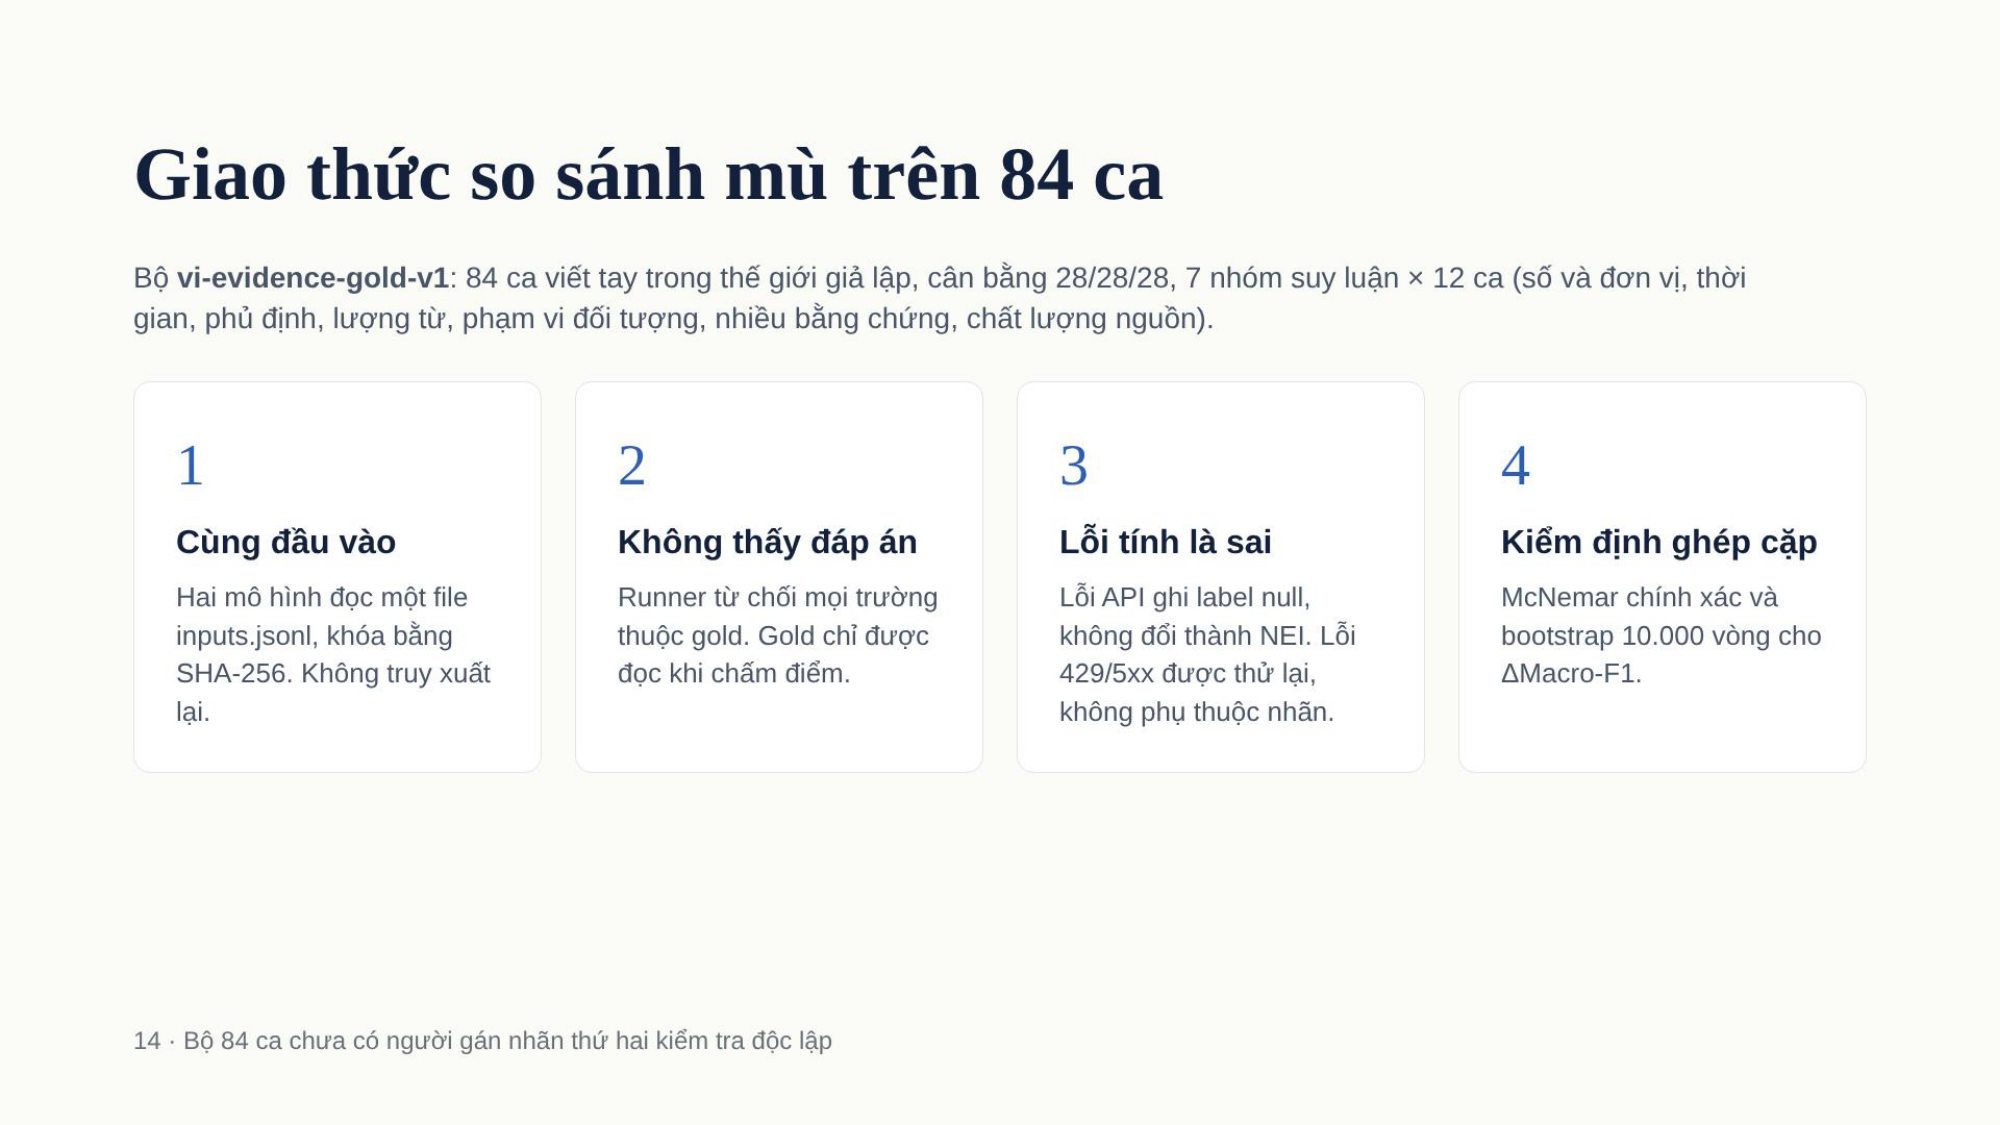 Giao thức so sánh mù trên 84 ca
Bộ vi-evidence-gold-v1: 84 ca viết tay trong thế giới giả lập, cân bằng 28/28/28, 7 nhóm suy luận × 12 ca (số và đơn vị, thời
gian, phủ định, lượng từ, phạm vi đối tượng, nhiều bằng chứng, chất lượng nguồn).
1
Cùng đầu vào
Hai mô hình đọc một file
inputs.jsonl, khóa bằng
SHA-256. Không truy xuất
lại.
2
Không thấy đáp án
Runner từ chối mọi trường
thuộc gold. Gold chỉ được
đọc khi chấm điểm.
3
Lỗi tính là sai
Lỗi API ghi label null,
không đổi thành NEI. Lỗi
429/5xx được thử lại,
không phụ thuộc nhãn.
4
Kiểm định ghép cặp
McNemar chính xác và
bootstrap 10.000 vòng cho
ΔMacro-F1.
14 · Bộ 84 ca chưa có người gán nhãn thứ hai kiểm tra độc lập